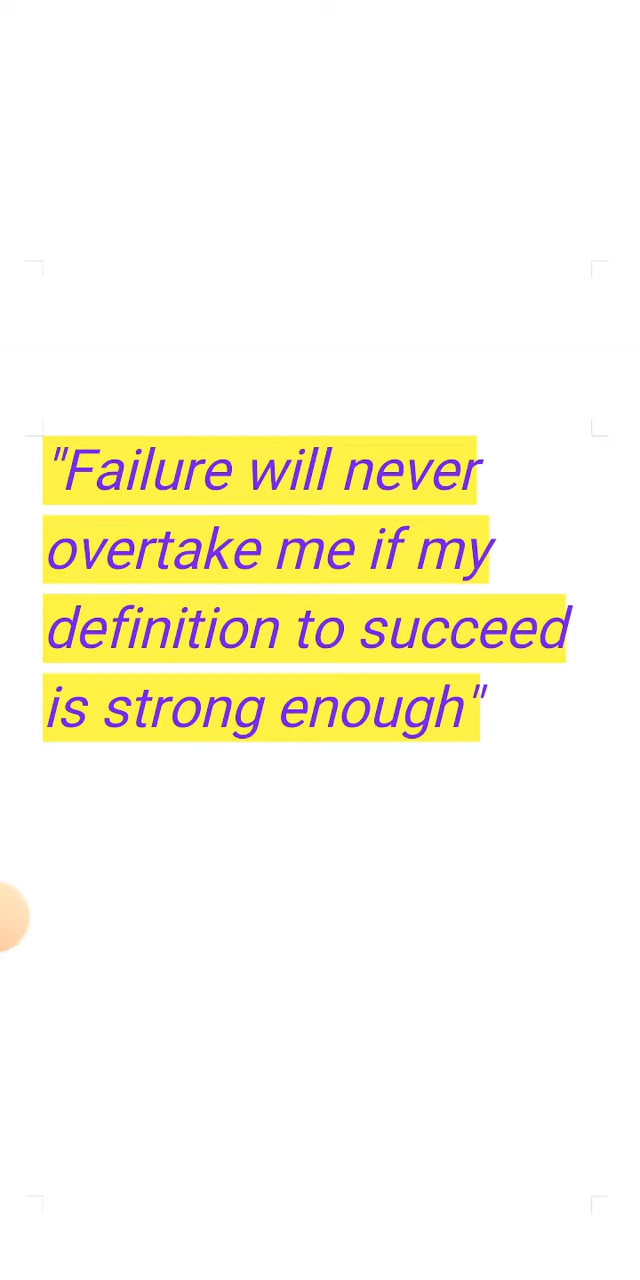 "Failure will never
overtake me if my
definition to succeed
is strong enough"